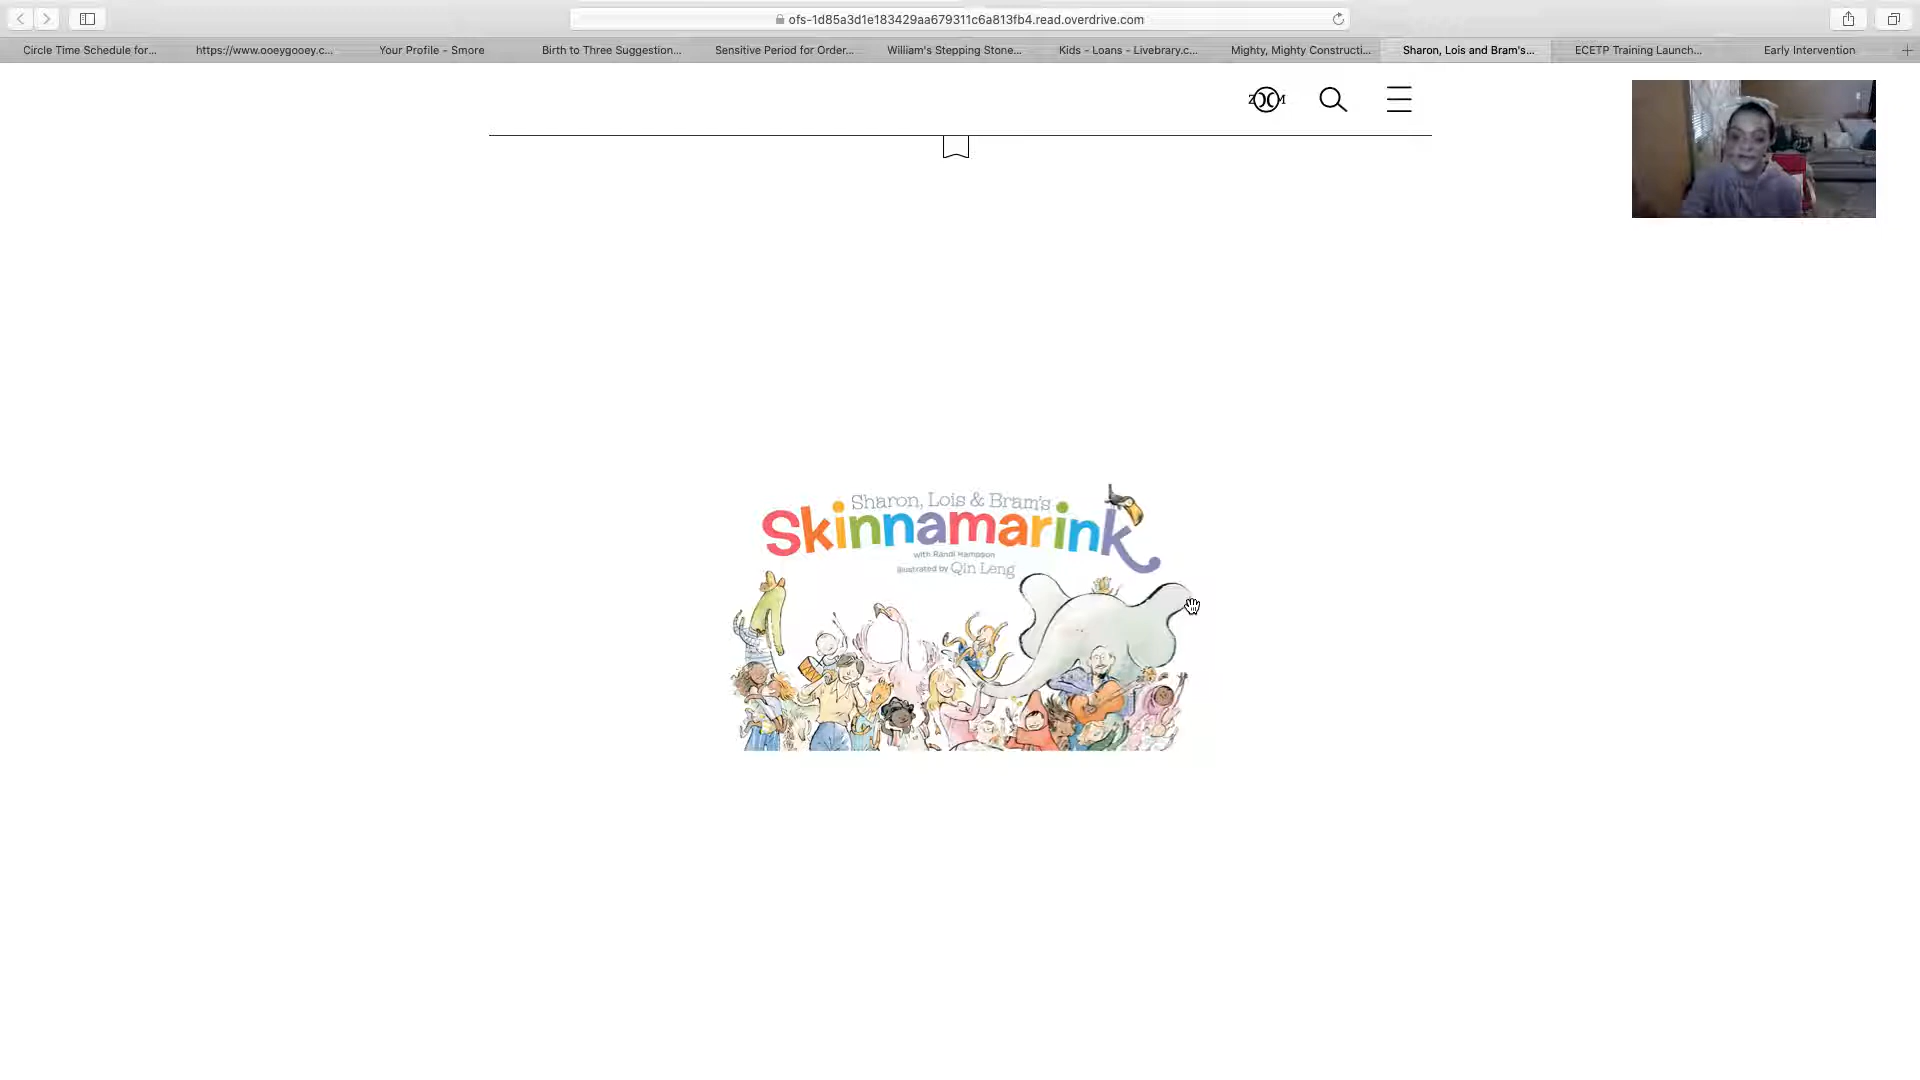 ofs-1d85a3d1e183429aa679311c6a813fb4.read.overdrive.com
Circle Time Schedule for...
https://www.ooeygooey.c...
Your Profile – Smore
Birth to Three Suggestion...
Sensitive Period for Order...
William's Stepping Stone...
Kids – Loans – Livebrary.c...
Mighty, Mighty Constructi...
Sharon, Lois and Bram's...
ECETP Training Launch...
Early Intervention
ZOOM
Sharon, Lois & Bram's
Skinnamarink
with Randi Hampson
Illustrated by Qin Leng